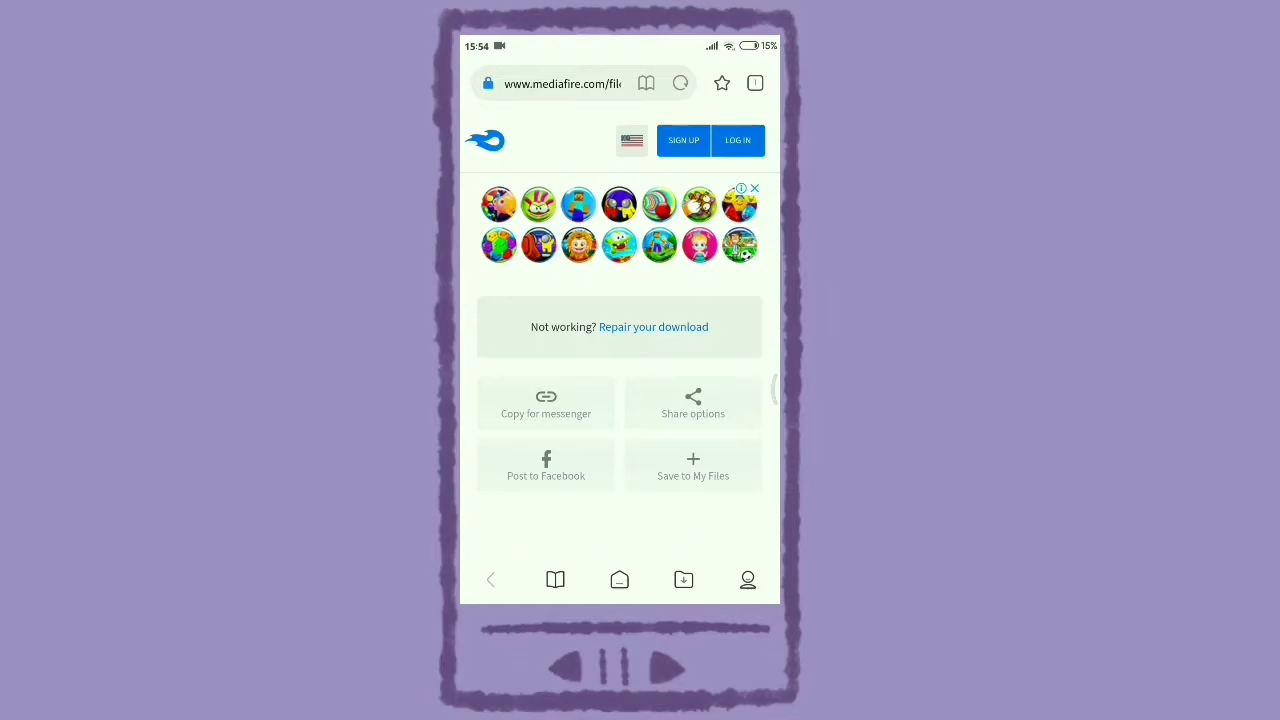 15:54
15%
www.mediafire.com/file
SIGN UP
LOG IN
Not working? Repair your download
Copy for messenger
Share options
Post to Facebook
Save to My Files